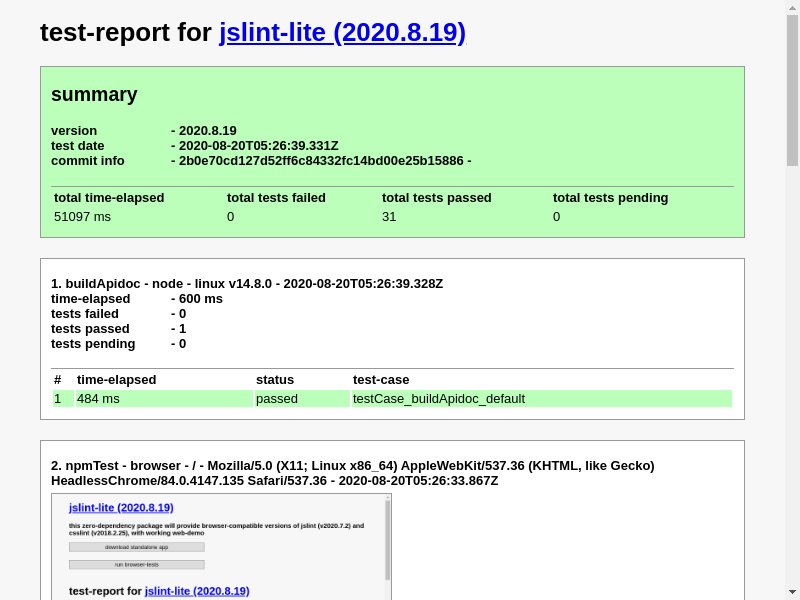 test-report for jslint-lite (2020.8.19)
summary
version - 2020.8.19
test date - 2020-08-20T05:26:39.331Z
commit info - 2b0e70cd127d52ff6c84332fc14bd00e25b15886 -
total time-elapsed total tests failed total tests passed total tests pending
51097 ms 0 31 0
1. buildApidoc - node - linux v14.8.0 - 2020-08-20T05:26:39.328Z
time-elapsed - 600 ms
tests failed - 0
tests passed - 1
tests pending - 0
# time-elapsed status test-case
1 484 ms passed testCase_buildApidoc_default
2. npmTest - browser - / - Mozilla/5.0 (X11; Linux x86_64) AppleWebKit/537.36 (KHTML, like Gecko)
HeadlessChrome/84.0.4147.135 Safari/537.36 - 2020-08-20T05:26:33.867Z
jslint-lite (2020.8.19)
this zero-dependency package will provide browser-compatible versions of jslint (v2020.7.2) and
csslint (v2018.2.25), with working web-demo
download standalone app
run browser-tests
test-report for jslint-lite (2020.8.19)